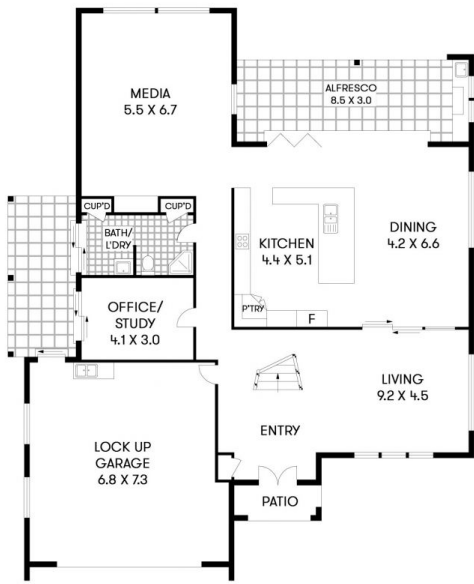 MEDIA
5.5 X 6.7
ALFRESCO
8.5 X 3.0
CUP'D
CUP'D
BATH/
L'DRY
KITCHEN
4.4 X 5.1
DINING
4.2 X 6.6
P'TRY
F
OFFICE/
STUDY
4.1 X 3.0
LIVING
9.2 X 4.5
ENTRY
LOCK UP
GARAGE
6.8 X 7.3
PATIO